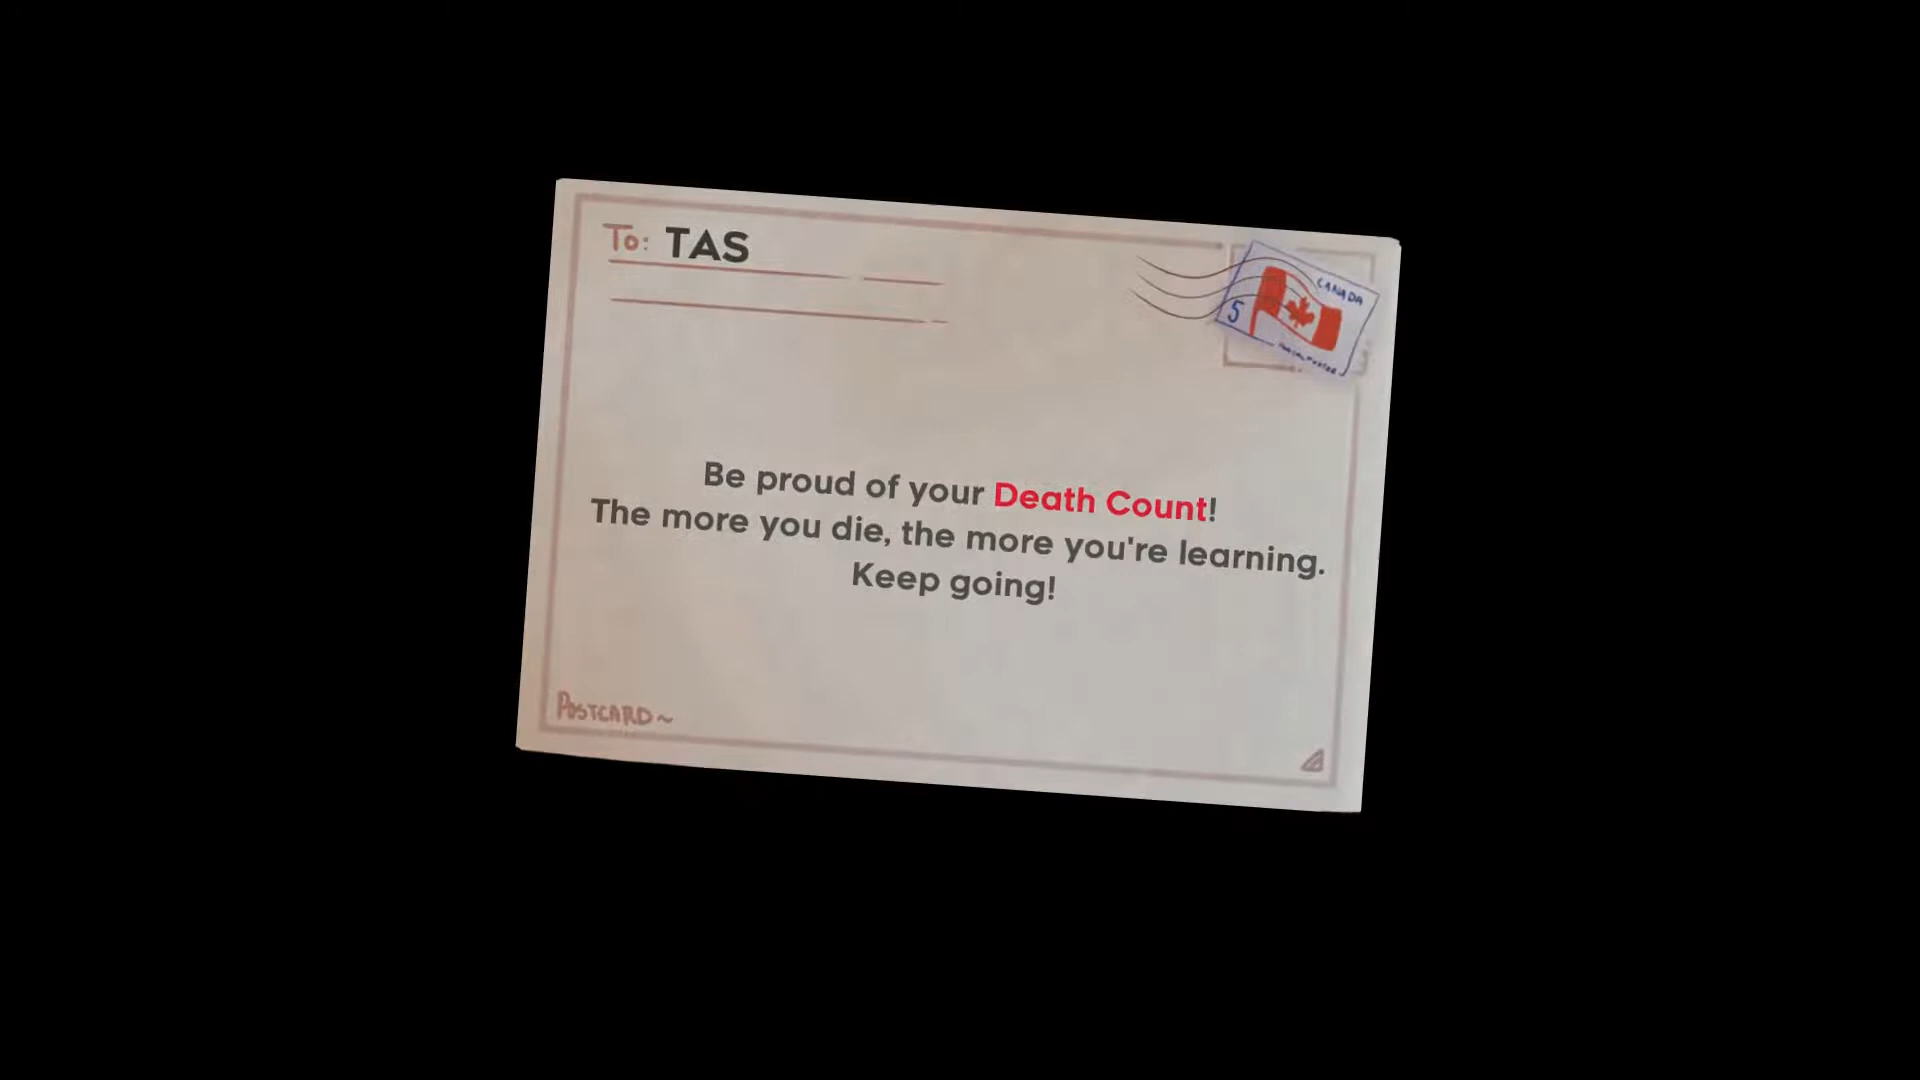 To: TAS
CANADA
5
Be proud of your Death Count!
The more you die, the more you're learning.
Keep going!
POSTCARD~